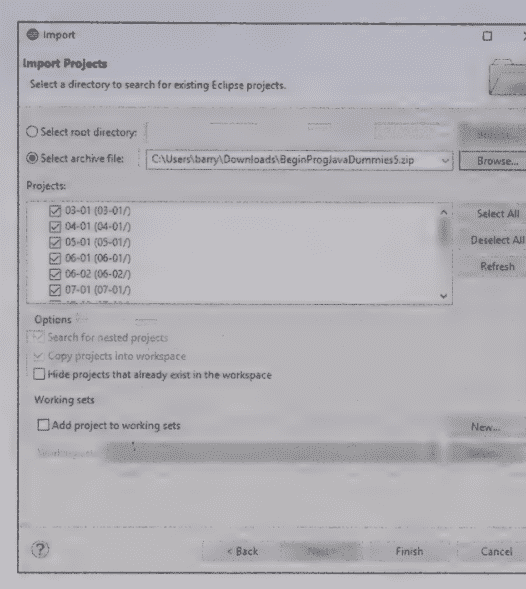 Import
Import Projects
Select a directory to search for existing Eclipse projects.
Select root directory:
Select archive file: C:\Users\barry\Downloads\BeginProgJavaDummies5.zip Browse...
Projects:
03-01 (03-01/)
04-01 (04-01/)
05-01 (05-01/)
06-01 (06-01/)
06-02 (06-02/)
07-01 (07-01/)
Select All
Deselect All
Refresh
Options
Search for nested projects
Copy projects into workspace
Hide projects that already exist in the workspace
Working sets
Add project to working sets New...
? < Back Next > Finish Cancel